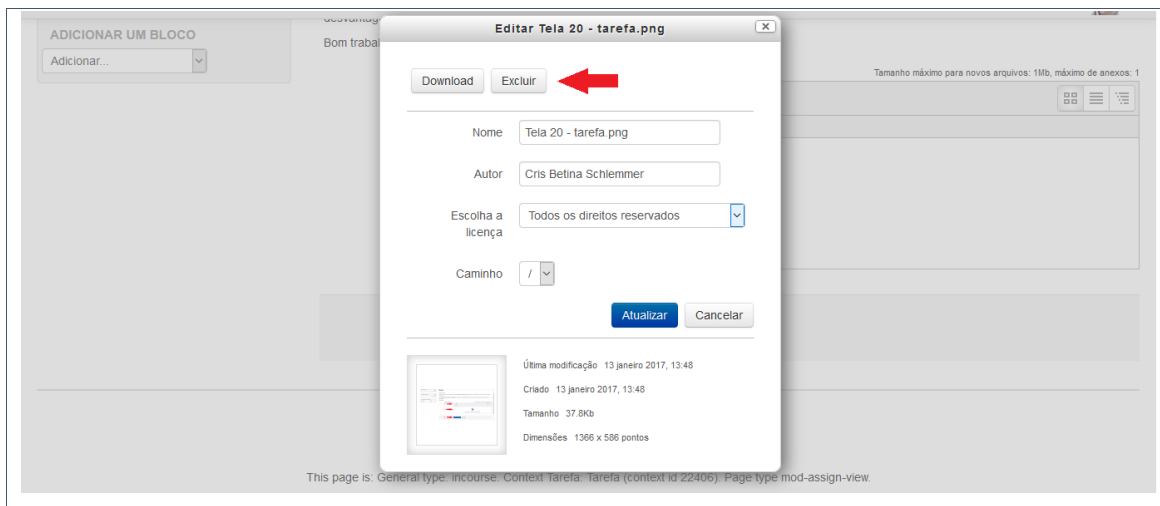 ADICIONAR UM BLOCO
Adicionar...
Bom trabal
Tamanho máximo para novos arquivos: 1Mb, máximo de anexos: 1
Editar Tela 20 - tarefa.png
Download Excluir
Nome Tela 20 - tarefa.png
Autor Cris Betina Schlemmer
Escolha a Todos os direitos reservados
licença
Caminho /
Atualizar Cancelar
Última modificação 13 janeiro 2017, 13:48
Criado 13 janeiro 2017, 13:48
Tamanho 37.8Kb
Dimensões 1366 x 586 pontos
This page is: General type: incourse. Context Tarefa: Tarefa (context id 22406). Page type mod-assign-view.